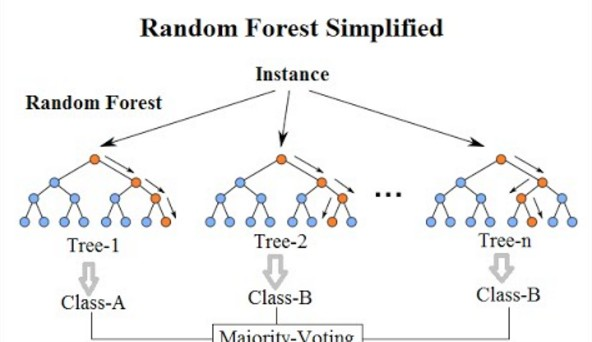 Random Forest Simplified
Instance
Random Forest
...
Tree-1
Tree-2
Tree-n
Class-A
Class-B
Class-B
Majority-Voting